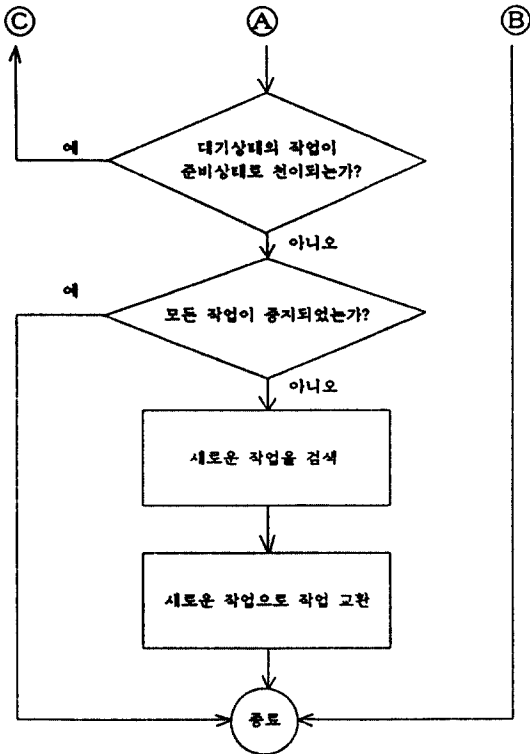 Ⓒ
Ⓐ
Ⓑ
대기상태의 작업이
준비상태로 천이되는가?
예
아니오
모든 작업이 중지되었는가?
예
아니오
새로운 작업을 검색
새로운 작업으로 작업 교환
종료